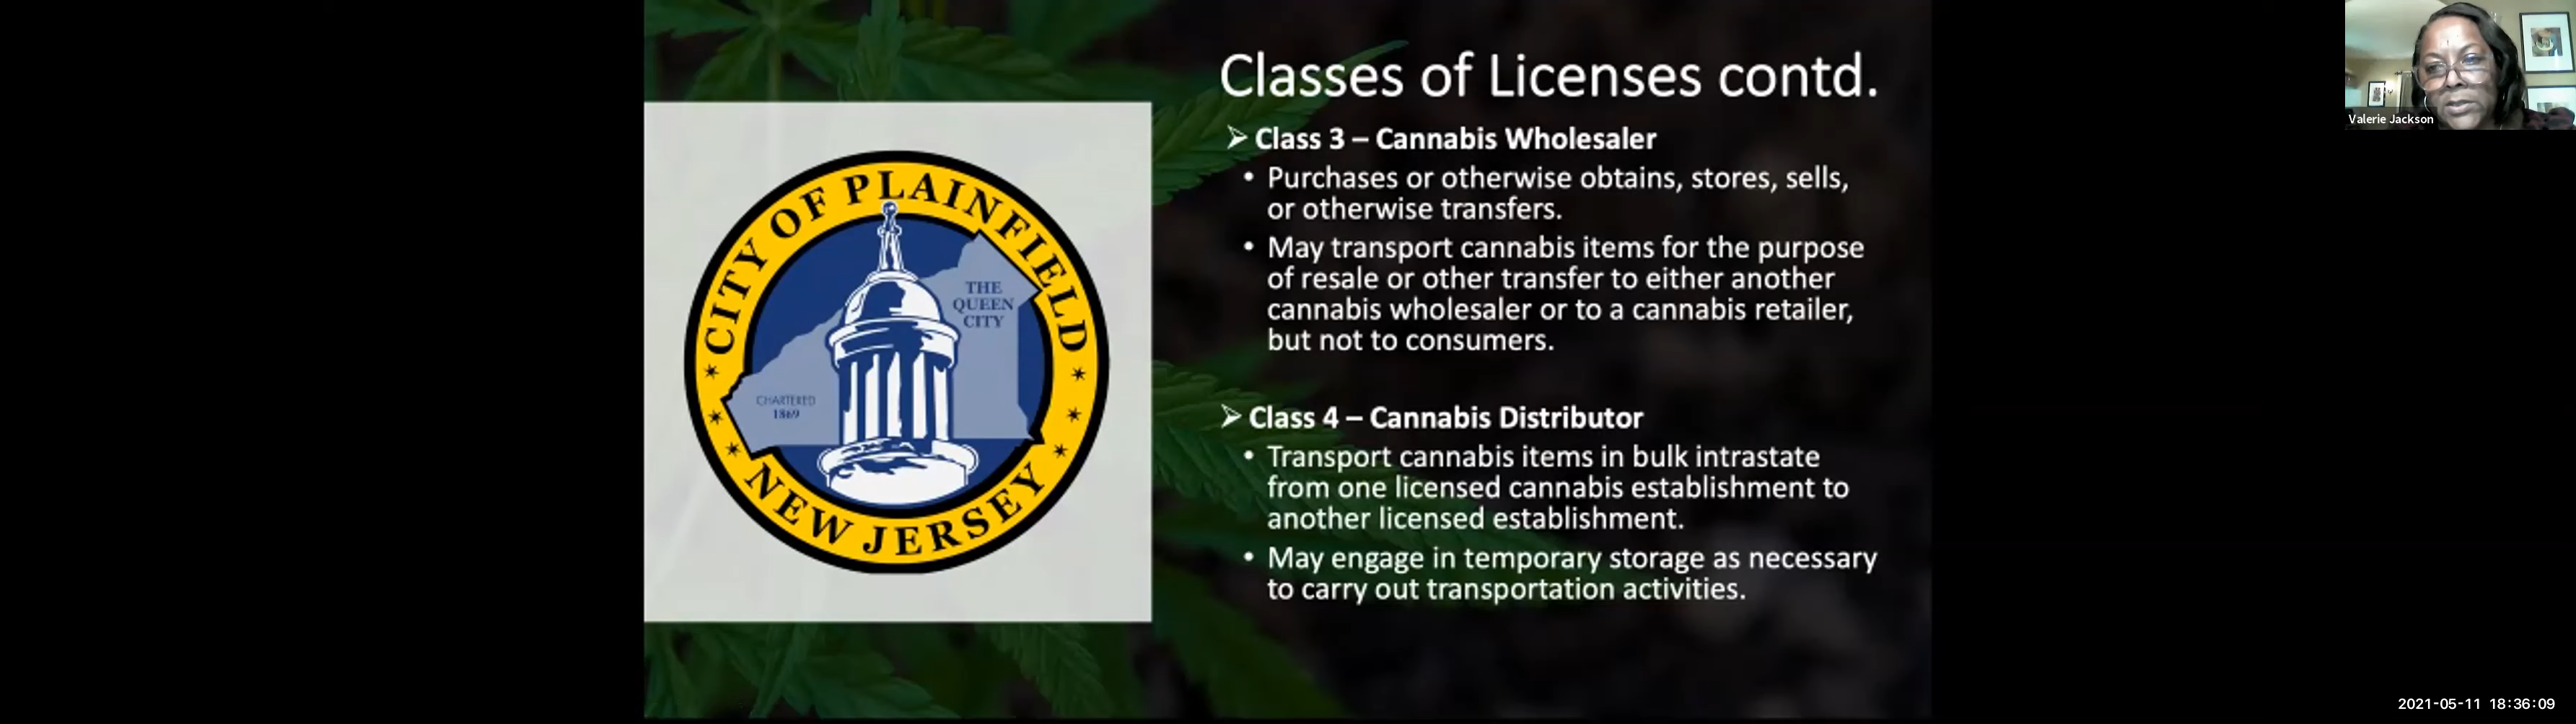 CITY OF PLAINFIELD
THE
QUEEN
CITY
CHARTERED
1869
NEW JERSEY
Classes of Licenses contd.
Class 3 – Cannabis Wholesaler
• Purchases or otherwise obtains, stores, sells,
or otherwise transfers.
• May transport cannabis items for the purpose
of resale or other transfer to either another
cannabis wholesaler or to a cannabis retailer,
but not to consumers.
Class 4 – Cannabis Distributor
• Transport cannabis items in bulk intrastate
from one licensed cannabis establishment to
another licensed establishment.
• May engage in temporary storage as necessary
to carry out transportation activities.
Valerie Jackson
2021-05-11 18:36:09